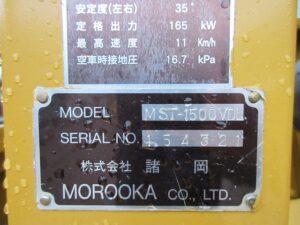 安定度(左右) 35°
定格出力 165 kW
最高速度 11 Km/h
空車時接地圧 16.7 kPa
MODEL MST-1500VDL
SERIAL NO. 154321
株式会社 諸岡
MOROOKA CO., LTD.